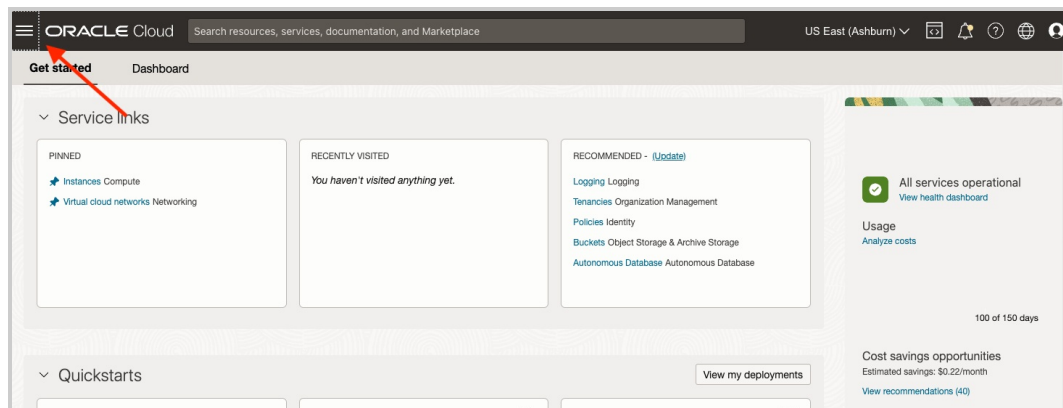 ORACLE Cloud
Search resources, services, documentation, and Marketplace
US East (Ashburn)
Get started
Dashboard
Service links
PINNED
Instances Compute
Virtual cloud networks Networking
RECENTLY VISITED
You haven't visited anything yet.
RECOMMENDED - (Update)
Logging Logging
Tenancies Organization Management
Policies Identity
Buckets Object Storage & Archive Storage
Autonomous Database Autonomous Database
All services operational
View health dashboard
Usage
Analyze costs
100 of 150 days
Cost savings opportunities
Estimated savings: $0.22/month
View recommendations (40)
Quickstarts
View my deployments